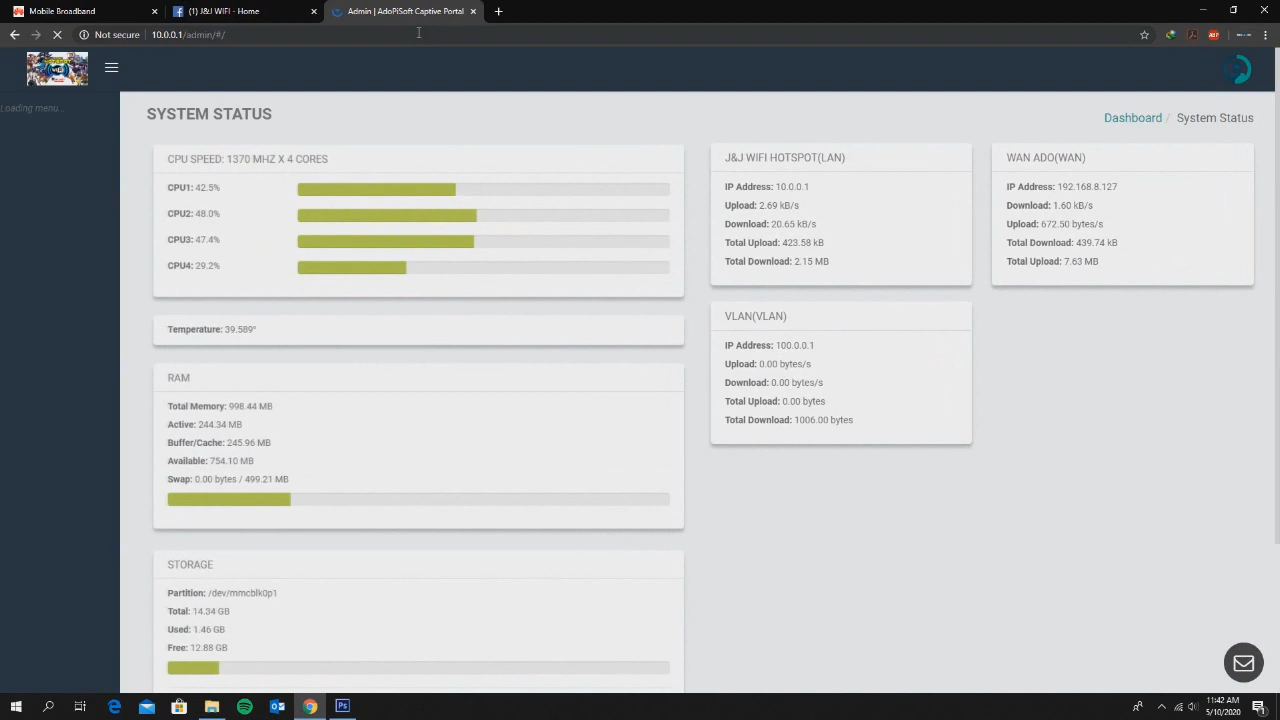 Mobile Broadband
(1) J&J WiFi - Home
Admin | AdoPiSoft Captive Portal
Not secure
10.0.0.1/admin/#/
Loading menu...
SYSTEM STATUS
Dashboard / System Status
CPU SPEED: 1370 MHZ X 4 CORES
CPU1: 42.5%
CPU2: 48.0%
CPU3: 47.4%
CPU4: 29.2%
Temperature: 39.589°
RAM
Total Memory: 998.44 MB
Active: 244.34 MB
Buffer/Cache: 245.96 MB
Available: 754.10 MB
Swap: 0.00 bytes / 499.21 MB
STORAGE
Partition: /dev/mmcblk0p1
Total: 14.34 GB
Used: 1.46 GB
Free: 12.88 GB
J&J WIFI HOTSPOT(LAN)
IP Address: 10.0.0.1
Upload: 2.69 kB/s
Download: 20.65 kB/s
Total Upload: 423.58 kB
Total Download: 2.15 MB
VLAN(VLAN)
IP Address: 100.0.0.1
Upload: 0.00 bytes/s
Download: 0.00 bytes/s
Total Upload: 0.00 bytes
Total Download: 1006.00 bytes
WAN ADO(WAN)
IP Address: 192.168.8.127
Download: 1.60 kB/s
Upload: 672.50 bytes/s
Total Download: 439.74 kB
Total Upload: 7.63 MB
11:42 AM
5/10/2020